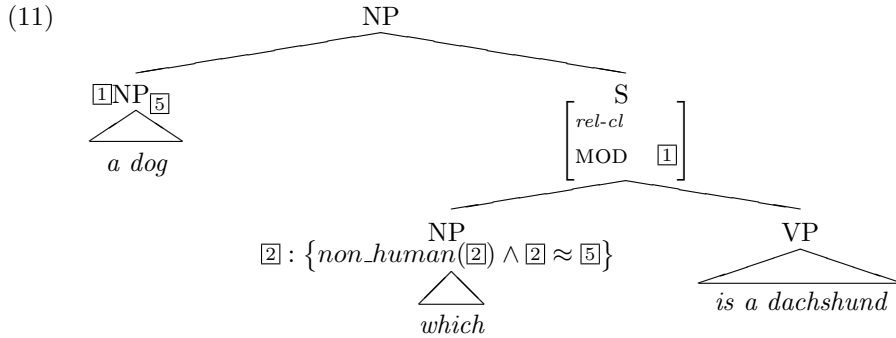 (11)
NP
1NP5
S
a dog
rel-cl
MOD 1
NP
VP
2 : {non_human(2) ∧ 2 ≈ 5}
which
is a dachshund